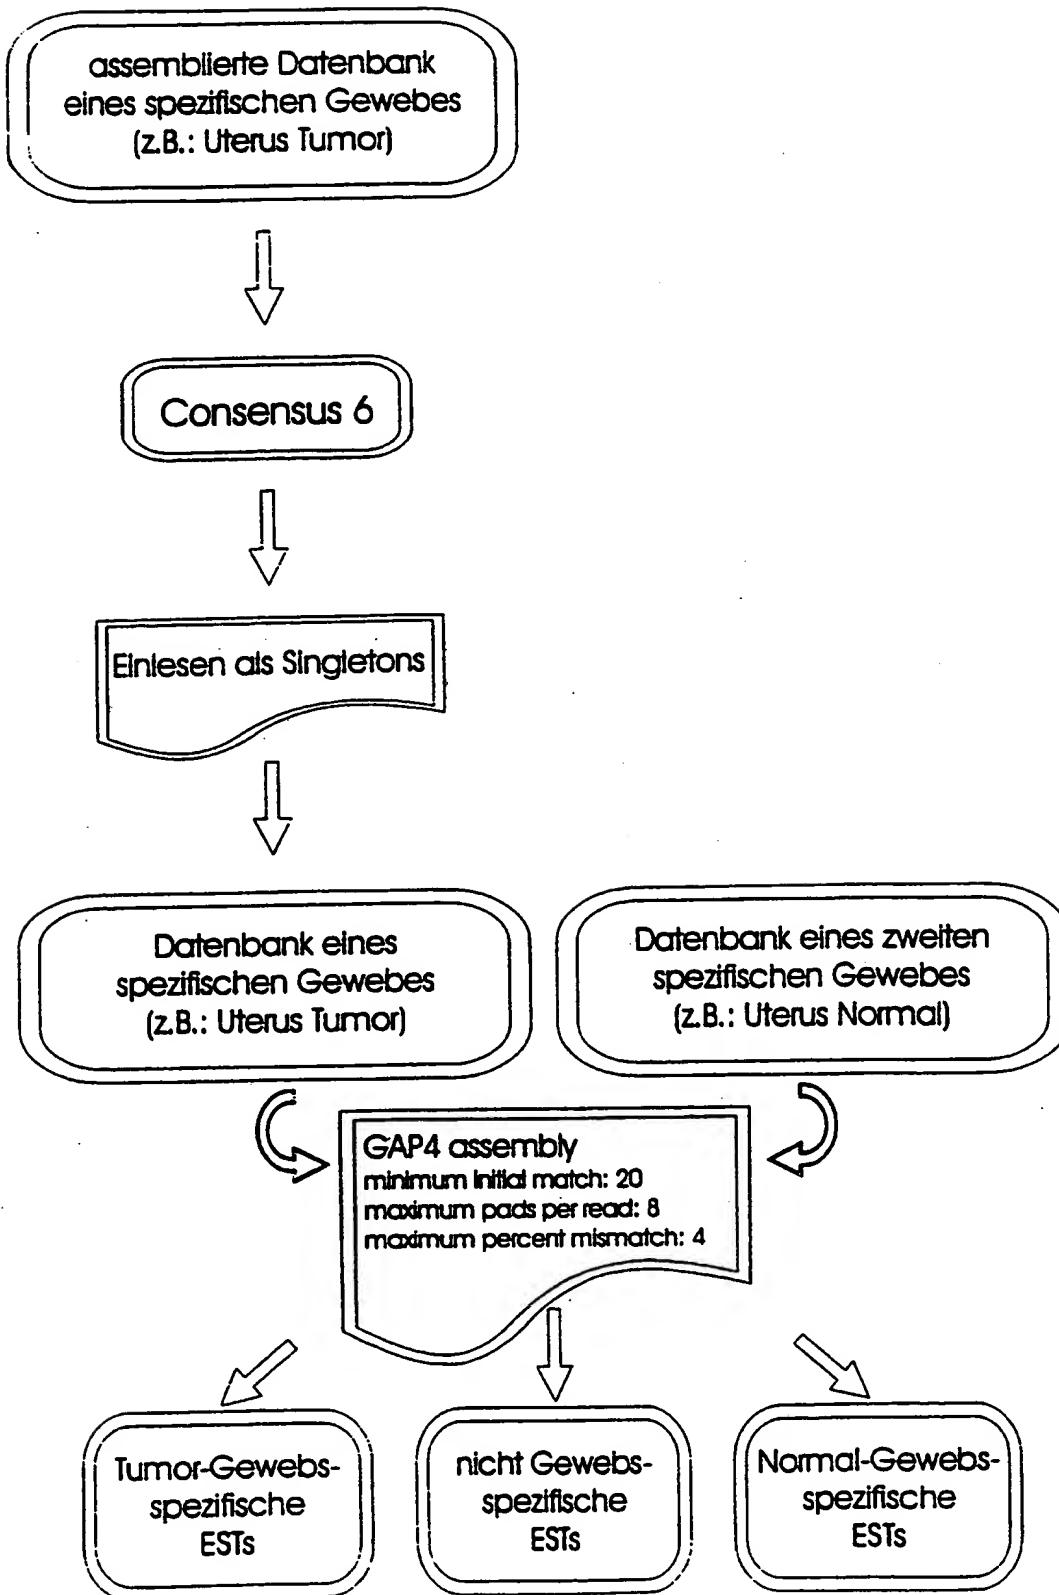 assemblierte Datenbank
eines spezifischen Gewebes
(z.B.: Uterus Tumor)
Consensus 6
Einlesen als Singletons
Datenbank eines
spezifischen Gewebes
(z.B.: Uterus Tumor)
Datenbank eines zweiten
spezifischen Gewebes
(z.B.: Uterus Normal)
GAP4 assembly
minimum initial match: 20
maximum pads per read: 8
maximum percent mismatch: 4
Tumor-Gewebs-
spezifische
ESTs
nicht Gewebs-
spezifische
ESTs
Normal-Gewebs-
spezifische
ESTs